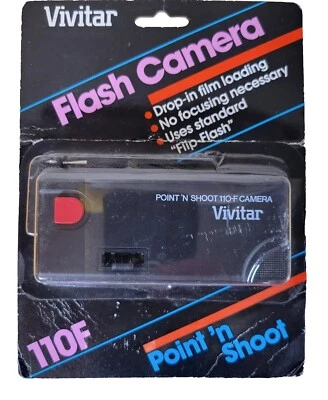 Vivitar
Flash Camera
• Drop-in film loading
• No focusing necessary
• Uses standard
"Flip-Flash"
POINT 'N SHOOT 110-F CAMERA
Vivitar
110F
Point 'n
Shoot